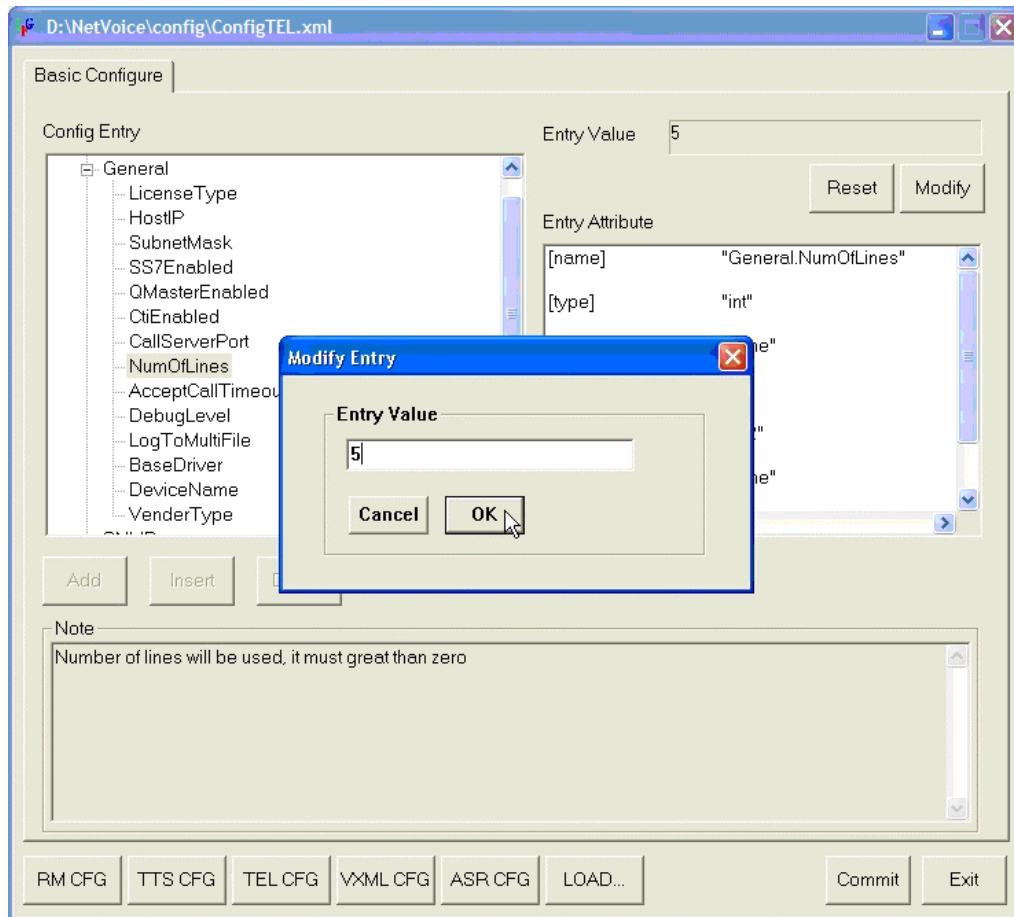 D:\NetVoice\config\ConfigTEL.xml
Basic Configure
Config Entry
General
LicenseType
HostIP
SubnetMask
SS7Enabled
QMasterEnabled
CtiEnabled
CallServerPort
NumOfLines
AcceptCallTimeou
DebugLevel
LogToMultiFile
BaseDriver
DeviceName
VenderType
Entry Value 5
Reset Modify
Entry Attribute
[name] "General.NumOfLines"
[type] "int"
Modify Entry
Entry Value
5
Cancel OK
Add Insert
Note
Number of lines will be used, it must great than zero
RM CFG TTS CFG TEL CFG VXML CFG ASR CFG LOAD... Commit Exit